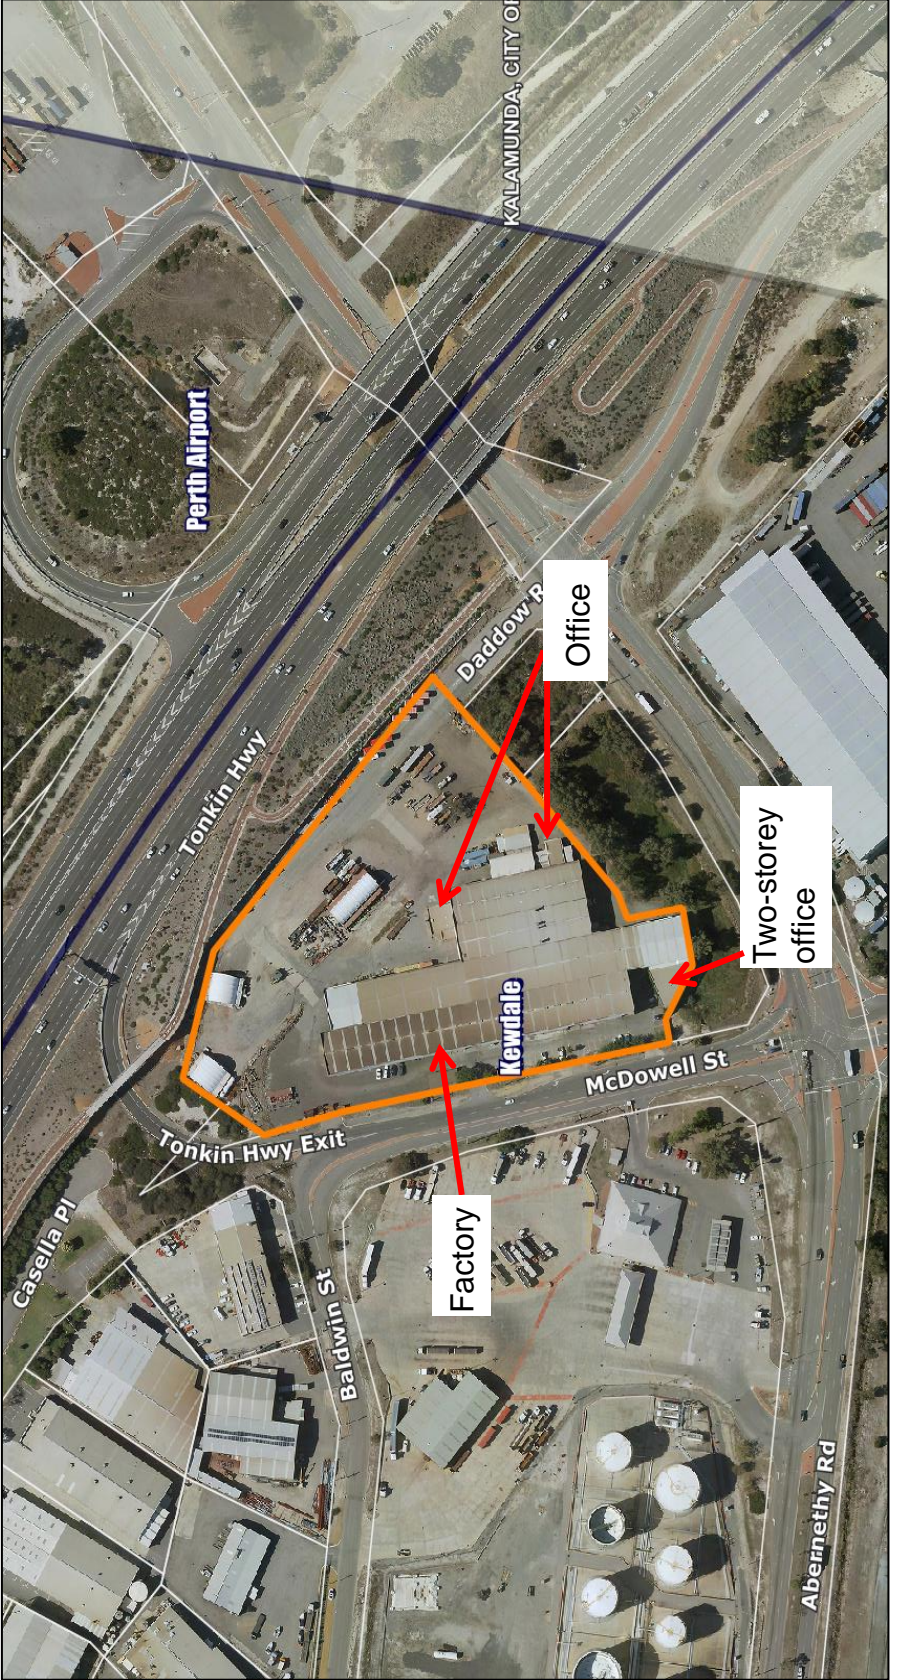 KALAMUNDA, CITY OF
Perth Airport
Tonkin Hwy
Daddow R
Office
Two-storey
office
Kewdale
McDowell St
Tonkin Hwy Exit
Factory
Casella Pl
Baldwin St
Abernethy Rd